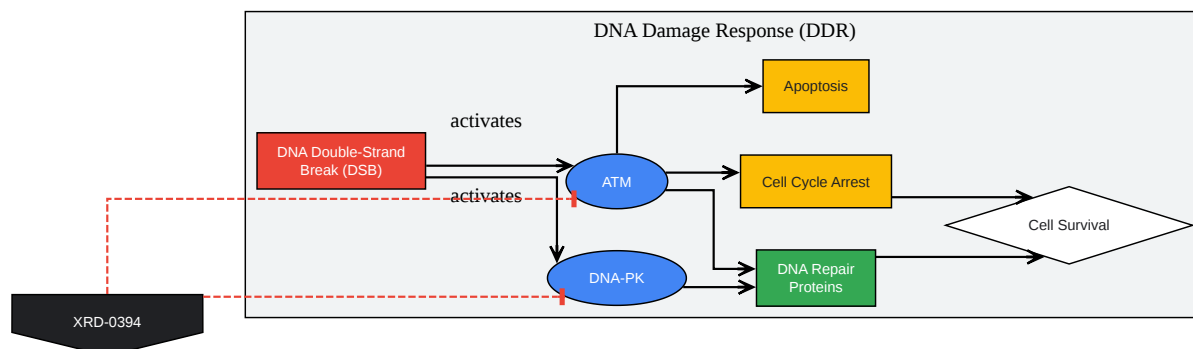 DNA Damage Response (DDR)
Apoptosis
activates
DNA Double-Strand
Break (DSB)
ATM
Cell Cycle Arrest
activates
Cell Survival
DNA-PK
DNA Repair
Proteins
XRD-0394